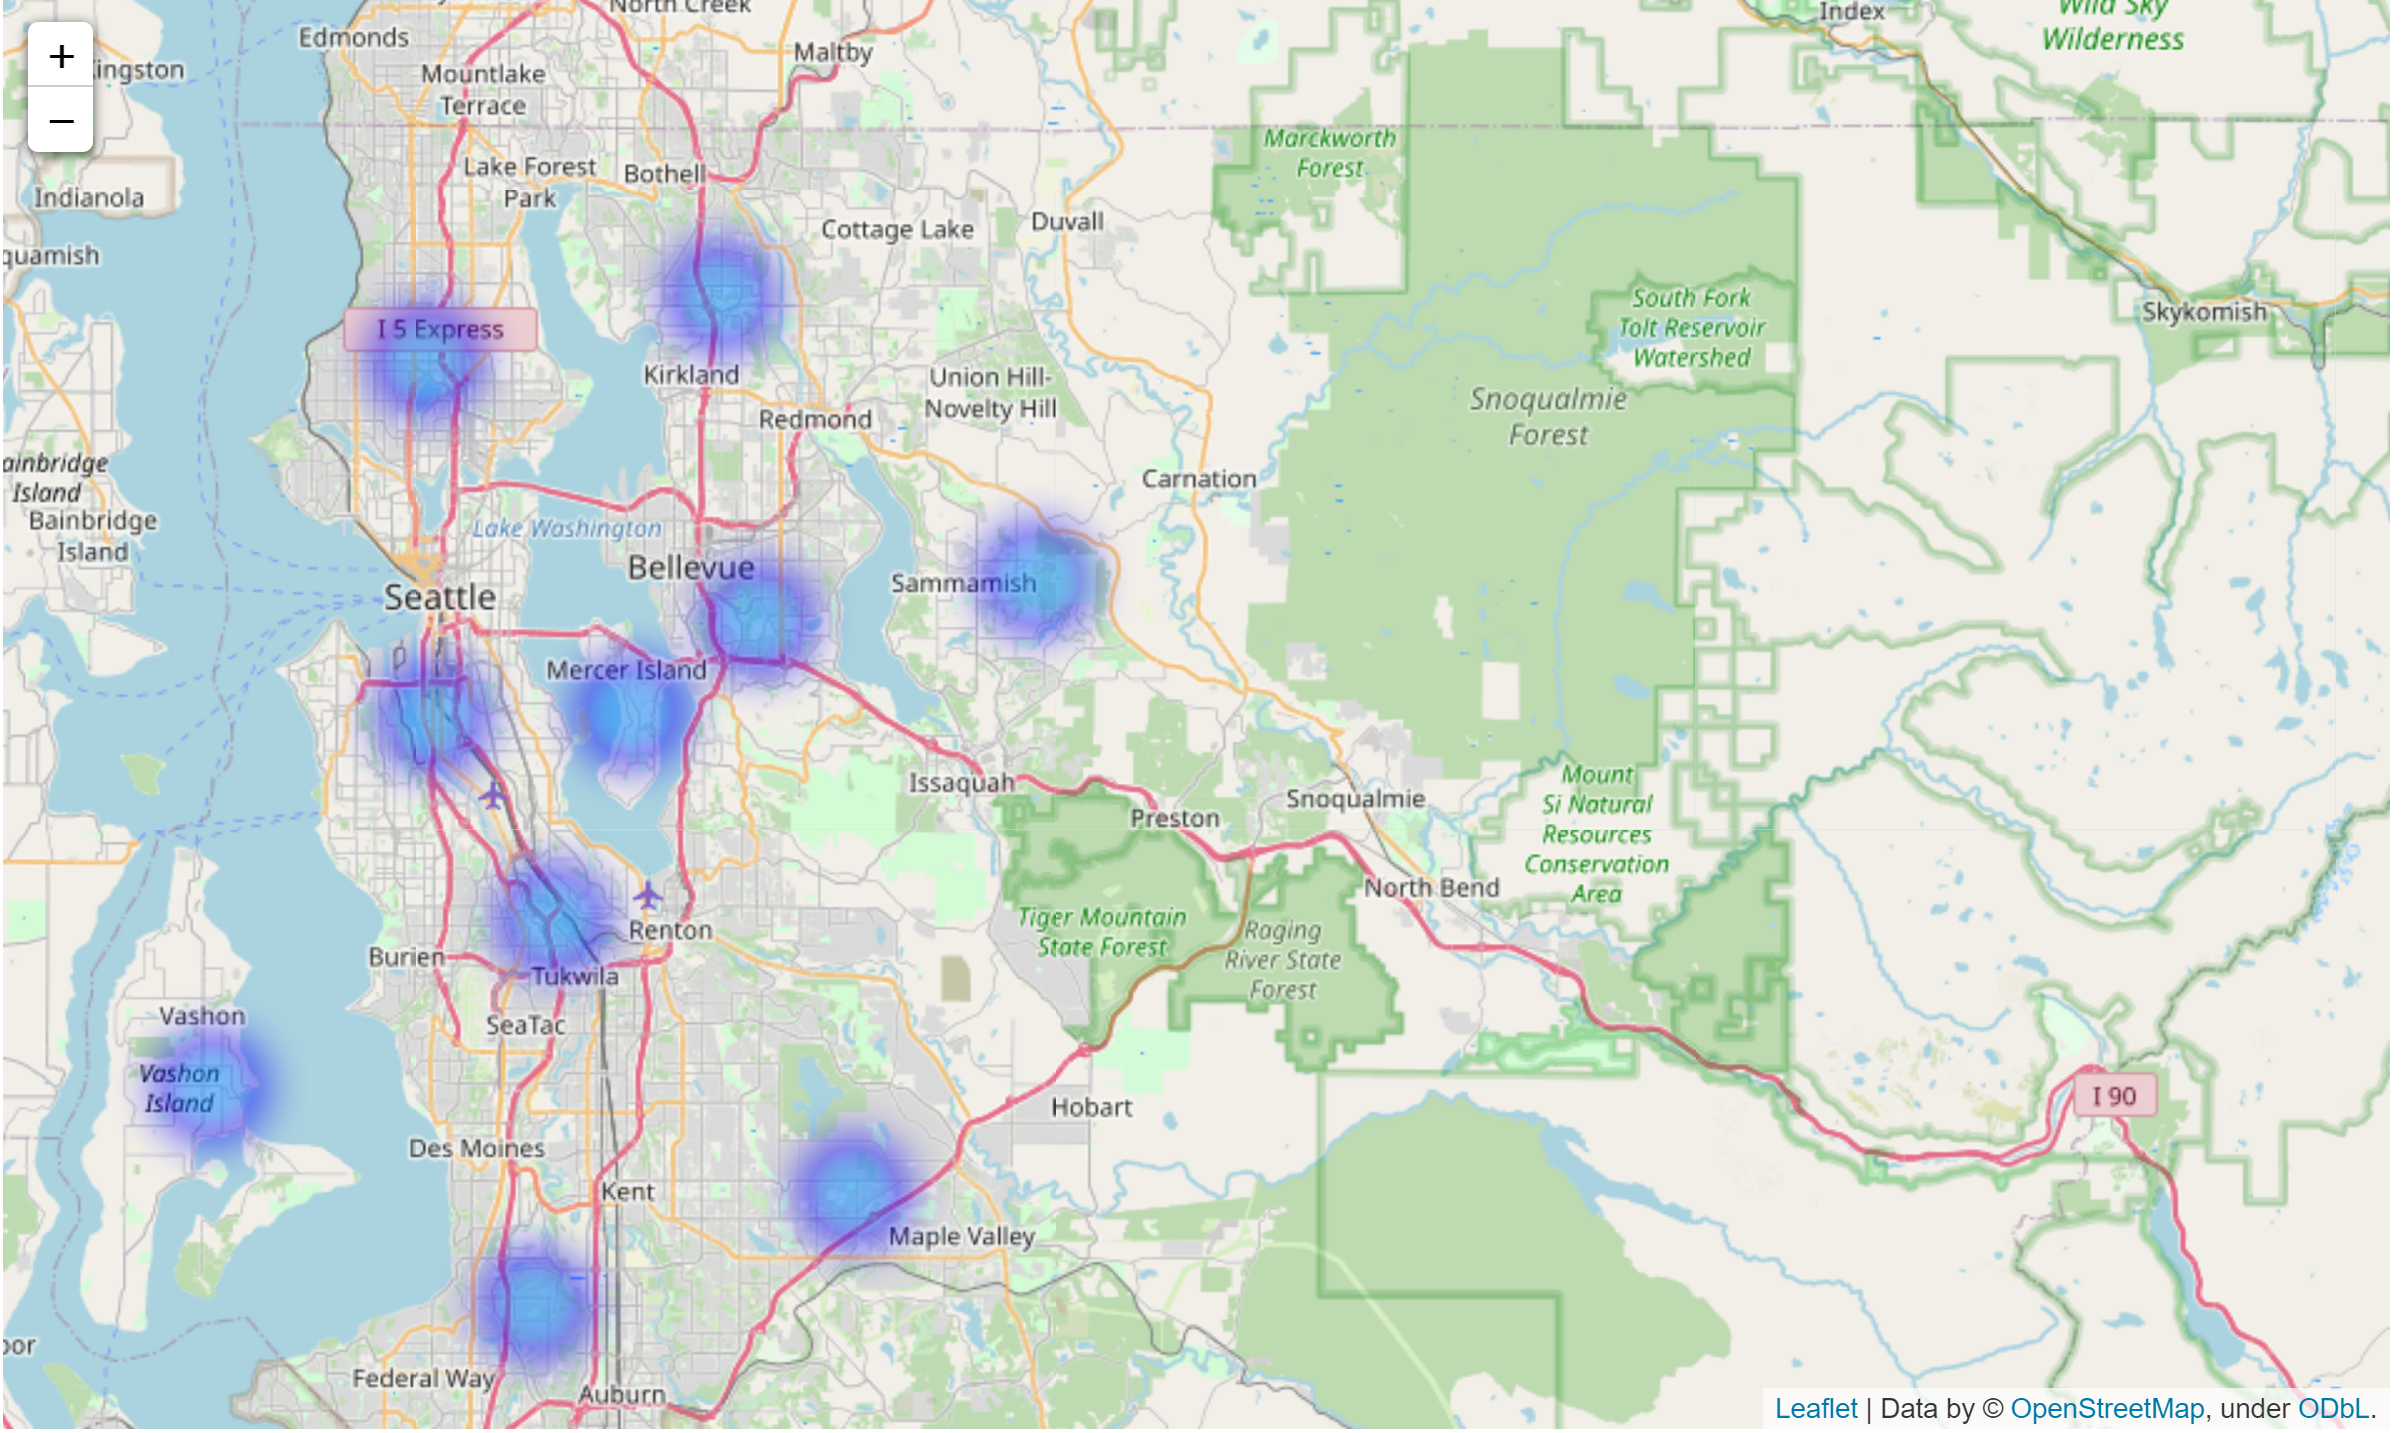 North Creek
Index
Wild Sky
Wilderness
Edmonds
+
Kingston
Maltby
Mountlake
Terrace
−
Marckworth
Forest
Lake Forest
Park
Bothell
Indianola
Duvall
Cottage Lake
quamish
South Fork
Tolt Reservoir
Watershed
Skykomish
I 5 Express
Kirkland
Union Hill-
Novelty Hill
Snoqualmie
Forest
Redmond
ainbridge
Island
Carnation
Bainbridge
Island
Lake Washington
Bellevue
Sammamish
Seattle
Mercer Island
Issaquah
Mount
Si Natural
Resources
Conservation
Area
Snoqualmie
Preston
North Bend
Tiger Mountain
State Forest
Raging
River State
Forest
Renton
Burien
Tukwila
Vashon
SeaTac
Vashon
Island
I 90
Hobart
Des Moines
Kent
Maple Valley
oor
Federal Way
Auburn
Leaflet | Data by © OpenStreetMap, under ODbL.